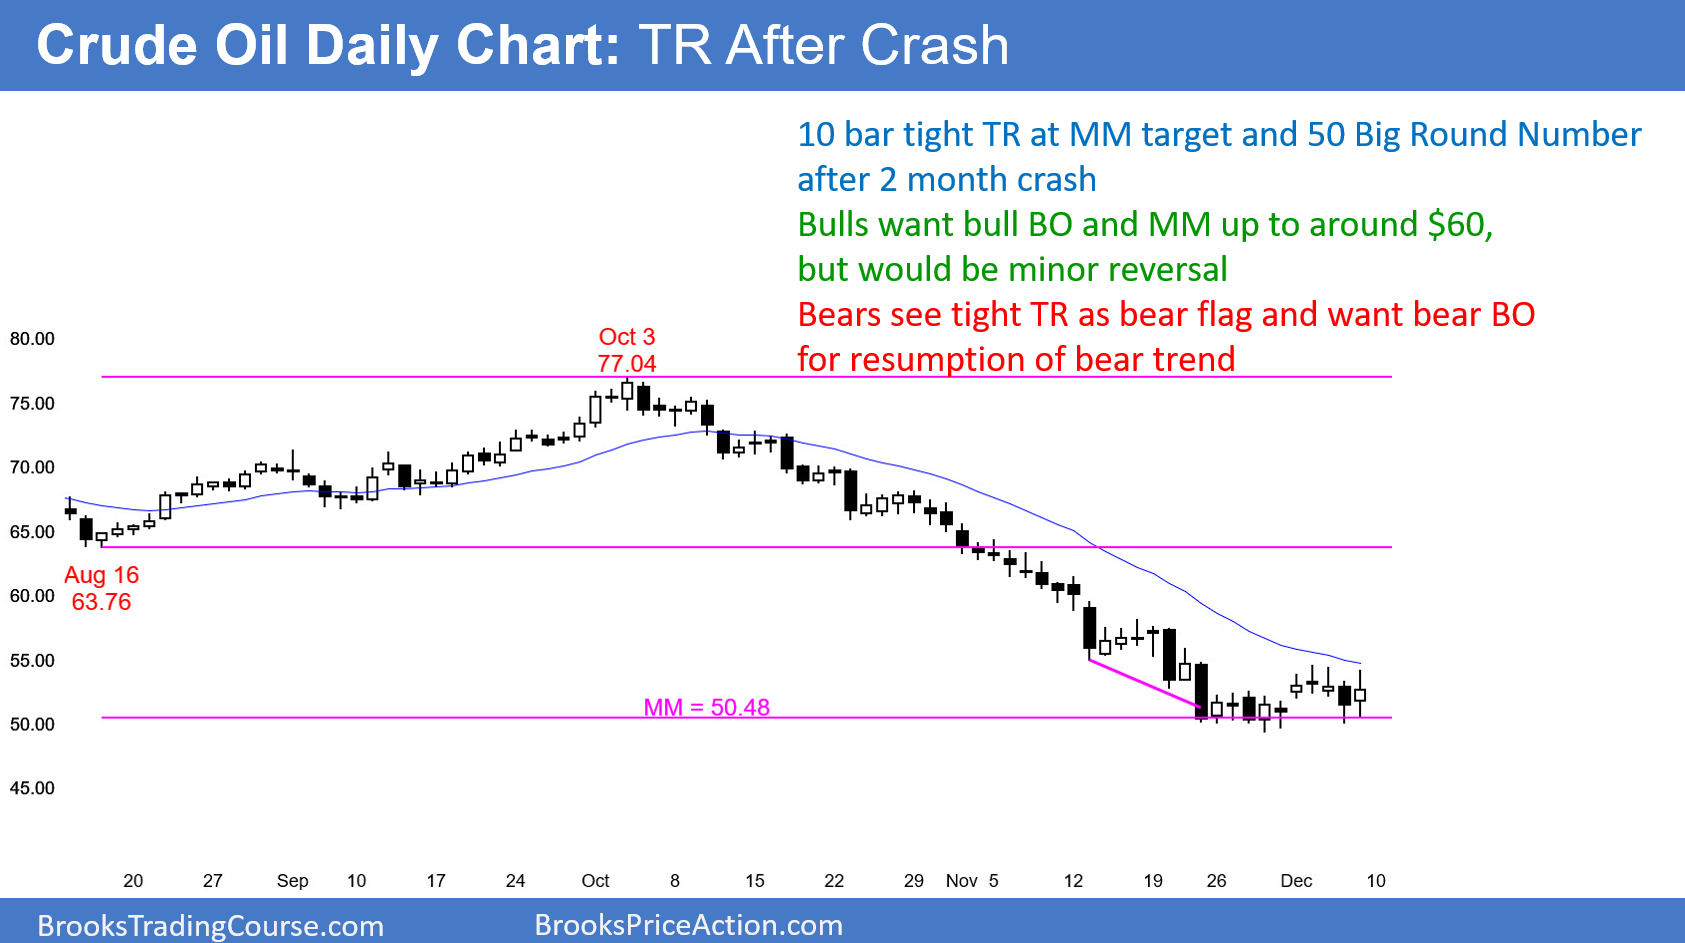 Crude Oil Daily Chart: TR After Crash
10 bar tight TR at MM target and 50 Big Round Number
after 2 month crash
Bulls want bull BO and MM up to around $60,
but would be minor reversal
Bears see tight TR as bear flag and want bear BO
for resumption of bear trend
80.00
75.00
70.00
65.00
60.00
55.00
50.00
45.00
Oct 3
77.04
Aug 16
63.76
MM = 50.48
20 27 Sep 10 17 24 Oct 8 15 22 29 Nov 5 12 19 26 Dec 10
BrooksTradingCourse.com
BrooksPriceAction.com